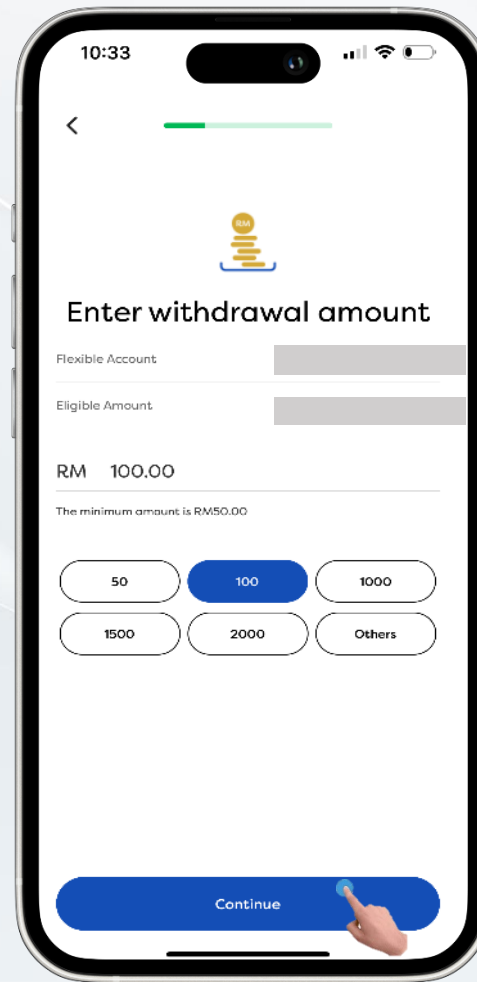 10:33
RM
Enter withdrawal amount
Flexible Account
Eligible Amount
RM 100.00
The minimum amount is RM50.00
50 100 1000
1500 2000 Others
Continue